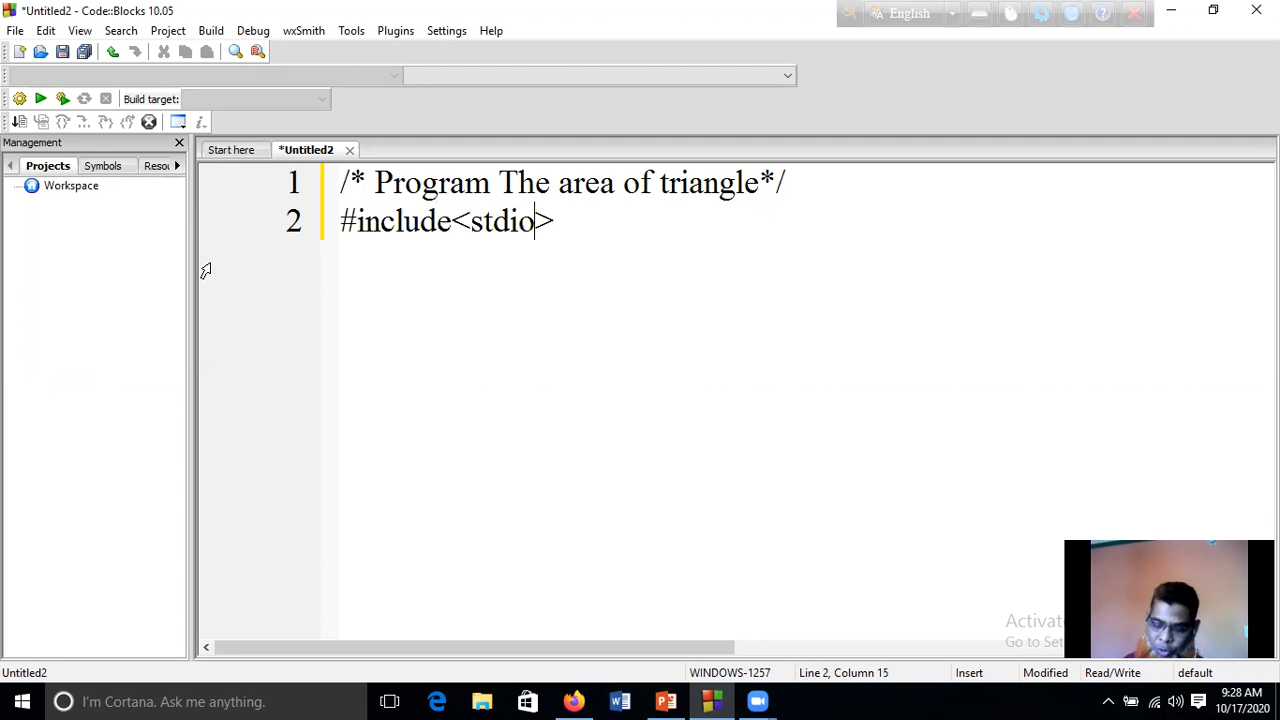 *Untitled2 - Code::Blocks 10.05
English
File Edit View Search Project Build Debug wxSmith Tools Plugins Settings Help
Build target:
Management
Projects Symbols Resou
Workspace
Start here *Untitled2
1 /* Program The area of triangle*/
2 #include<stdio>
Activat
Go to Set
Untitled2 WINDOWS-1257 Line 2, Column 15 Insert Modified Read/Write default
I'm Cortana. Ask me anything.
9:28 AM
10/17/2020